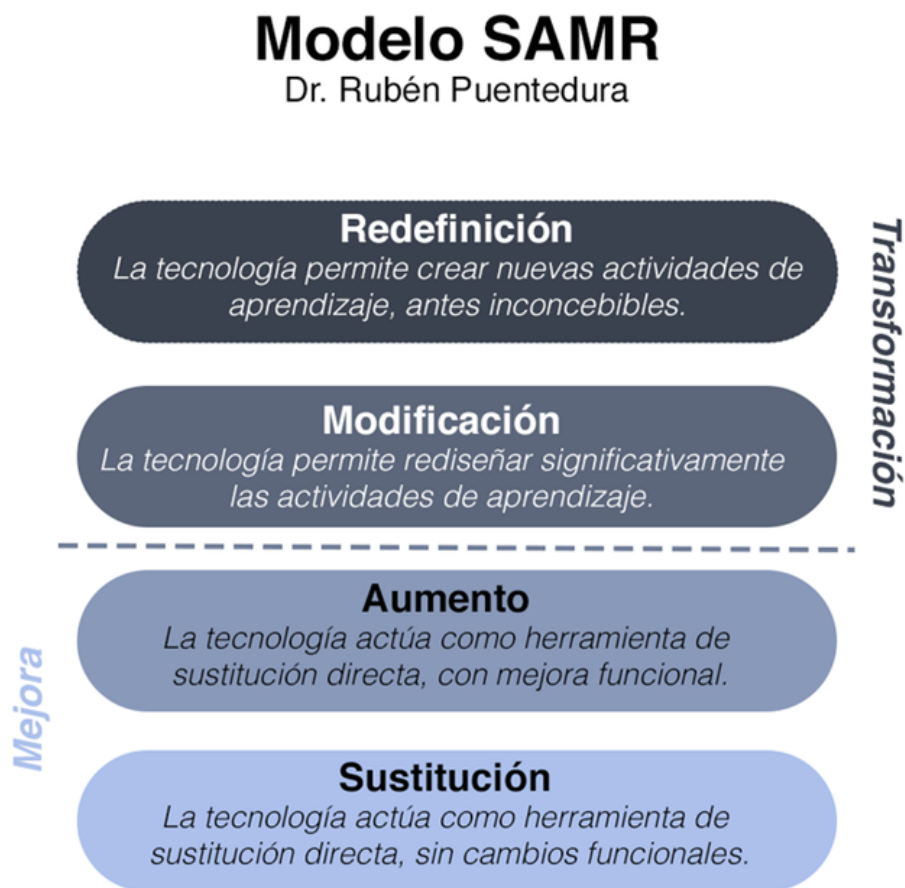 Modelo SAMR
Dr. Rubén Puentedura
Redefinición
La tecnología permite crear nuevas actividades de
aprendizaje, antes inconcebibles.
Transformación
Modificación
La tecnología permite rediseñar significativamente
las actividades de aprendizaje.
Aumento
La tecnología actúa como herramienta de
sustitución directa, con mejora funcional.
Mejora
Sustitución
La tecnología actúa como herramienta de
sustitución directa, sin cambios funcionales.